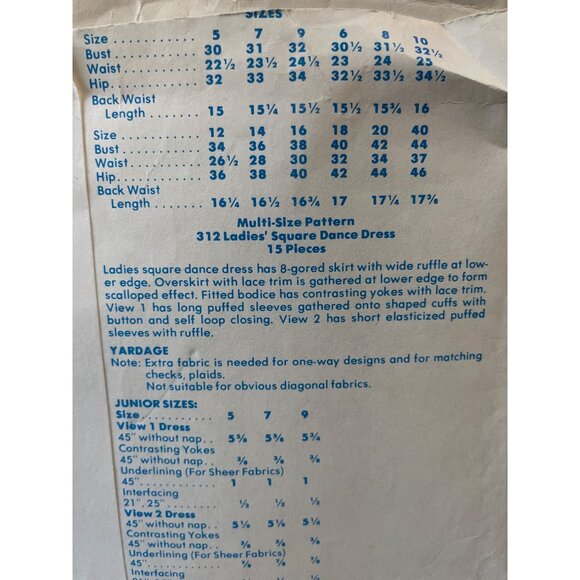 SIZES
Size ........... 5 7 9 6 8 10
Bust ........... 30 31 32 30½ 31½ 32½
Waist .......... 22½ 23½ 24½ 23 24 25
Hip ............ 32 33 34 32½ 33½ 34½
Back Waist
Length ....... 15 15¼ 15½ 15½ 15¾ 16
Size ........... 12 14 16 18 20 40
Bust ........... 34 36 38 40 42 44
Waist .......... 26½ 28 30 32 34 37
Hip ............ 36 38 40 42 44 46
Back Waist
Length ....... 16¼ 16½ 16¾ 17 17¼ 17⅜
Multi-Size Pattern
312 Ladies' Square Dance Dress
15 Pieces
Ladies square dance dress has 8-gored skirt with wide ruffle at low-
er edge. Overskirt with lace trim is gathered at lower edge to form
scalloped effect. Fitted bodice has contrasting yokes with lace trim.
View 1 has long puffed sleeves gathered onto shaped cuffs with
button and self loop closing. View 2 has short elasticized puffed
sleeves with ruffle.
YARDAGE
Note: Extra fabric is needed for one-way designs and for matching
checks, plaids.
Not suitable for obvious diagonal fabrics.
JUNIOR SIZES:
Size ........... 5 7 9
View 1 Dress
45" without nap.. 5⅝ 5⅝ 5¾
Contrasting Yokes
45" without nap.. ⅜ ⅜ ⅜
Underlining (For Sheer Fabrics)
45" ............ 1 1 1
Interfacing
21", 25" ....... ½ ½ ½
View 2 Dress
45" without nap.. 5⅛ 5⅛ 5¼
Contrasting Yokes
45" without nap.. ⅜ ⅜ ⅜
Underlining (For Sheer Fabrics)
45" ............ ⅞ ⅞ ⅞
Interfacing